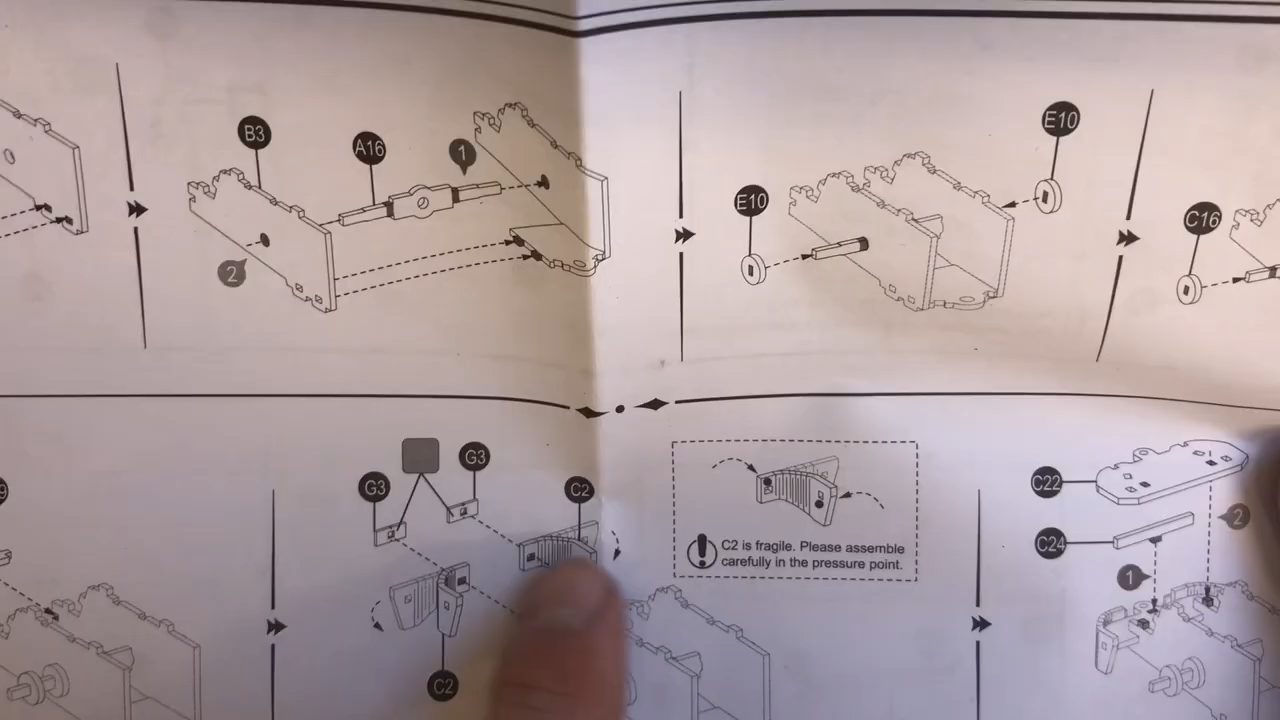 B3
A16
1
2
E10
E10
C16
G3
G3
C2
C2
C2 is fragile. Please assemble
carefully in the pressure point.
C22
C24
2
1